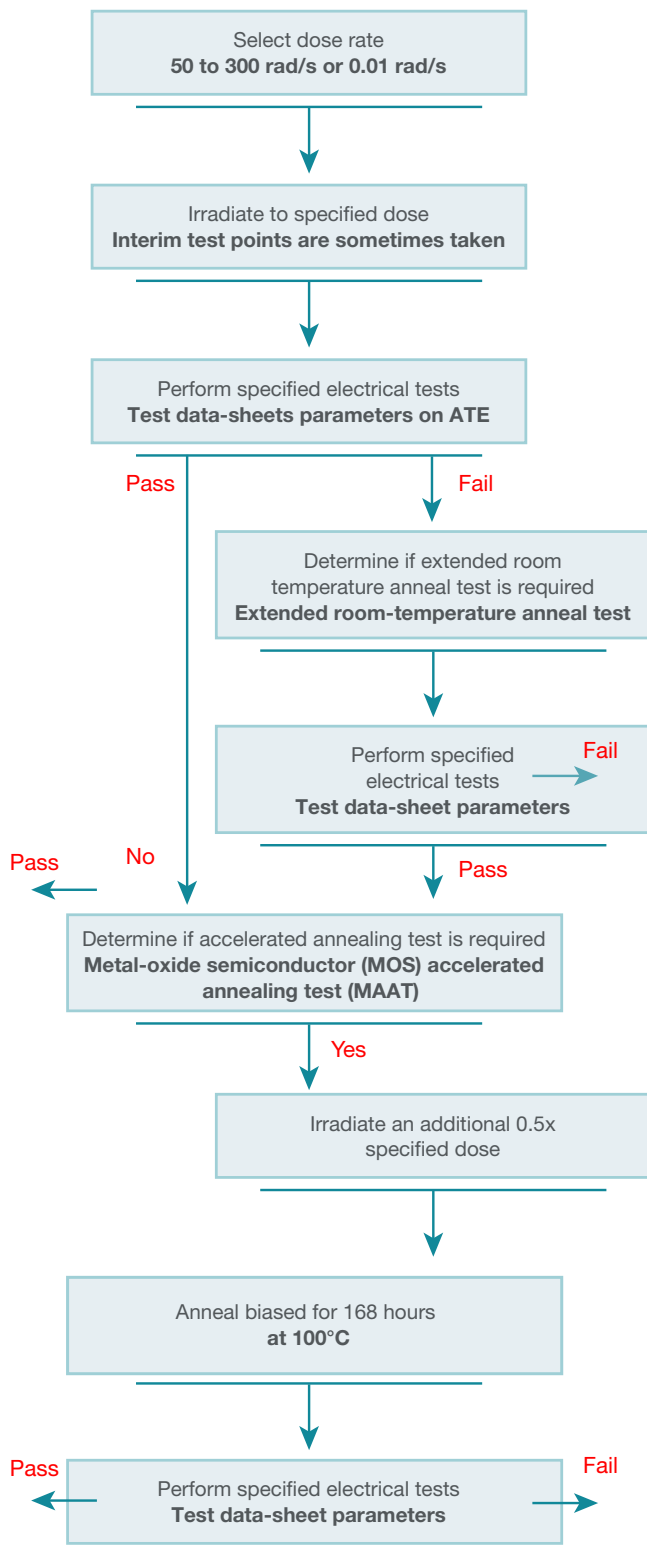 Select dose rate
50 to 300 rad/s or 0.01 rad/s
Irradiate to specified dose
Interim test points are sometimes taken
Perform specified electrical tests
Test data-sheets parameters on ATE
Pass
Fail
Determine if extended room
temperature anneal test is required
Extended room-temperature anneal test
Perform specified
electrical tests
Test data-sheet parameters
Fail
Pass
No
Pass
Determine if accelerated annealing test is required
Metal-oxide semiconductor (MOS) accelerated
annealing test (MAAT)
Yes
Irradiate an additional 0.5x
specified dose
Anneal biased for 168 hours
at 100°C
Pass
Perform specified electrical tests
Test data-sheet parameters
Fail